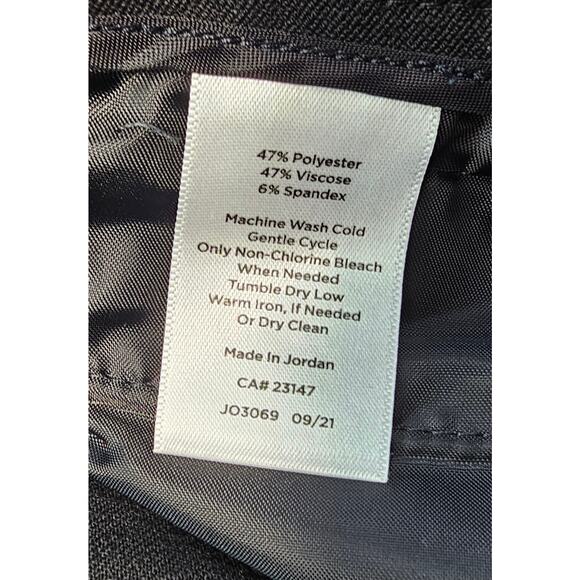 47% Polyester
47% Viscose
6% Spandex
Machine Wash Cold
Gentle Cycle
Only Non-Chlorine Bleach
When Needed
Tumble Dry Low
Warm Iron, If Needed
Or Dry Clean
Made In Jordan
CA# 23147
JO3069 09/21